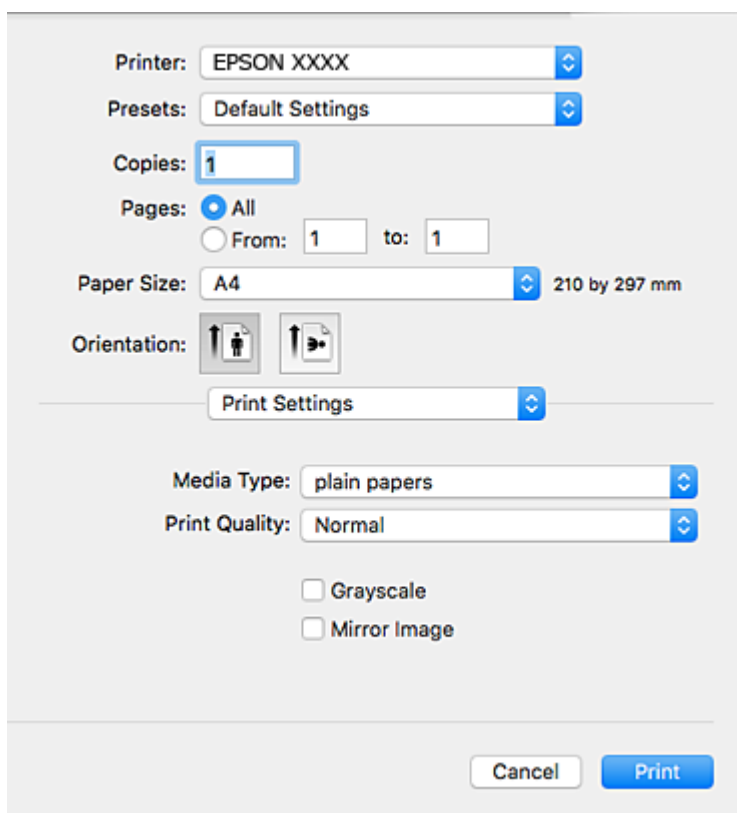 Printer: EPSON XXXX
Presets: Default Settings
Copies: 1
Pages: All
From: 1 to: 1
Paper Size: A4 210 by 297 mm
Orientation:
Print Settings
Media Type: plain papers
Print Quality: Normal
Grayscale
Mirror Image
Cancel Print